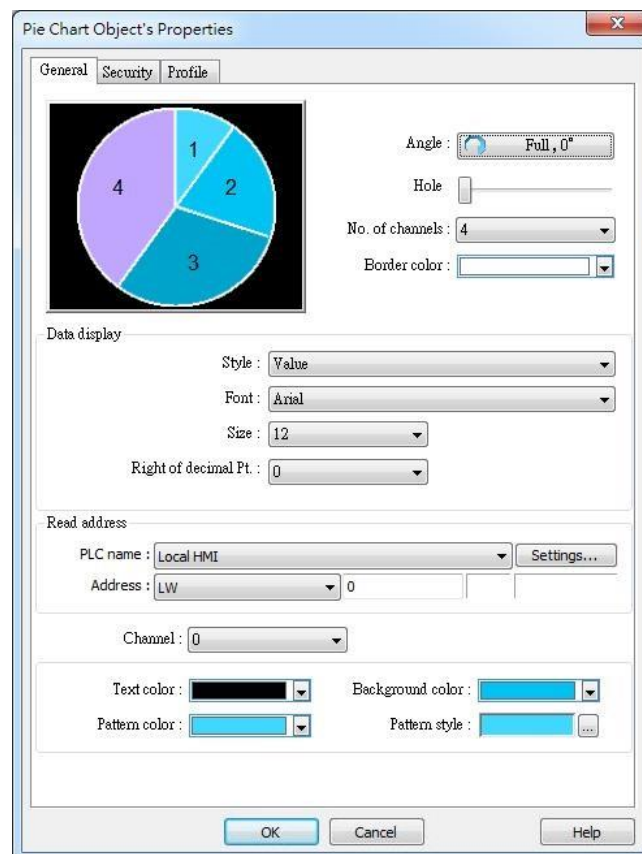 Pie Chart Object's Properties
General Security Profile
1
2
3
4
Angle : Full , 0°
Hole
No. of channels : 4
Border color :
Data display
Style : Value
Font : Arial
Size : 12
Right of decimal Pt. : 0
Read address
PLC name : Local HMI Settings...
Address : LW 0
Channel : 0
Text color : Background color :
Pattern color : Pattern style : ...
OK Cancel Help